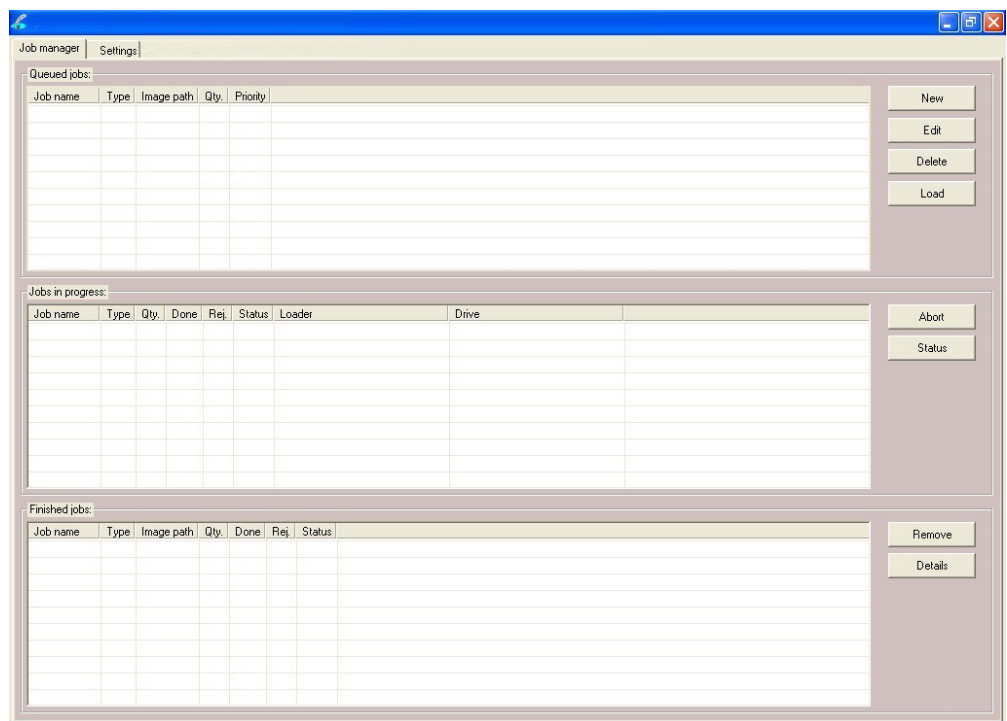 Job manager Settings
Queued jobs:
Job name Type Image path Qty. Priority
New
Edit
Delete
Load
Jobs in progress:
Job name Type Qty. Done Rej. Status Loader Drive
Abort
Status
Finished jobs:
Job name Type Image path Qty. Done Rej. Status
Remove
Details